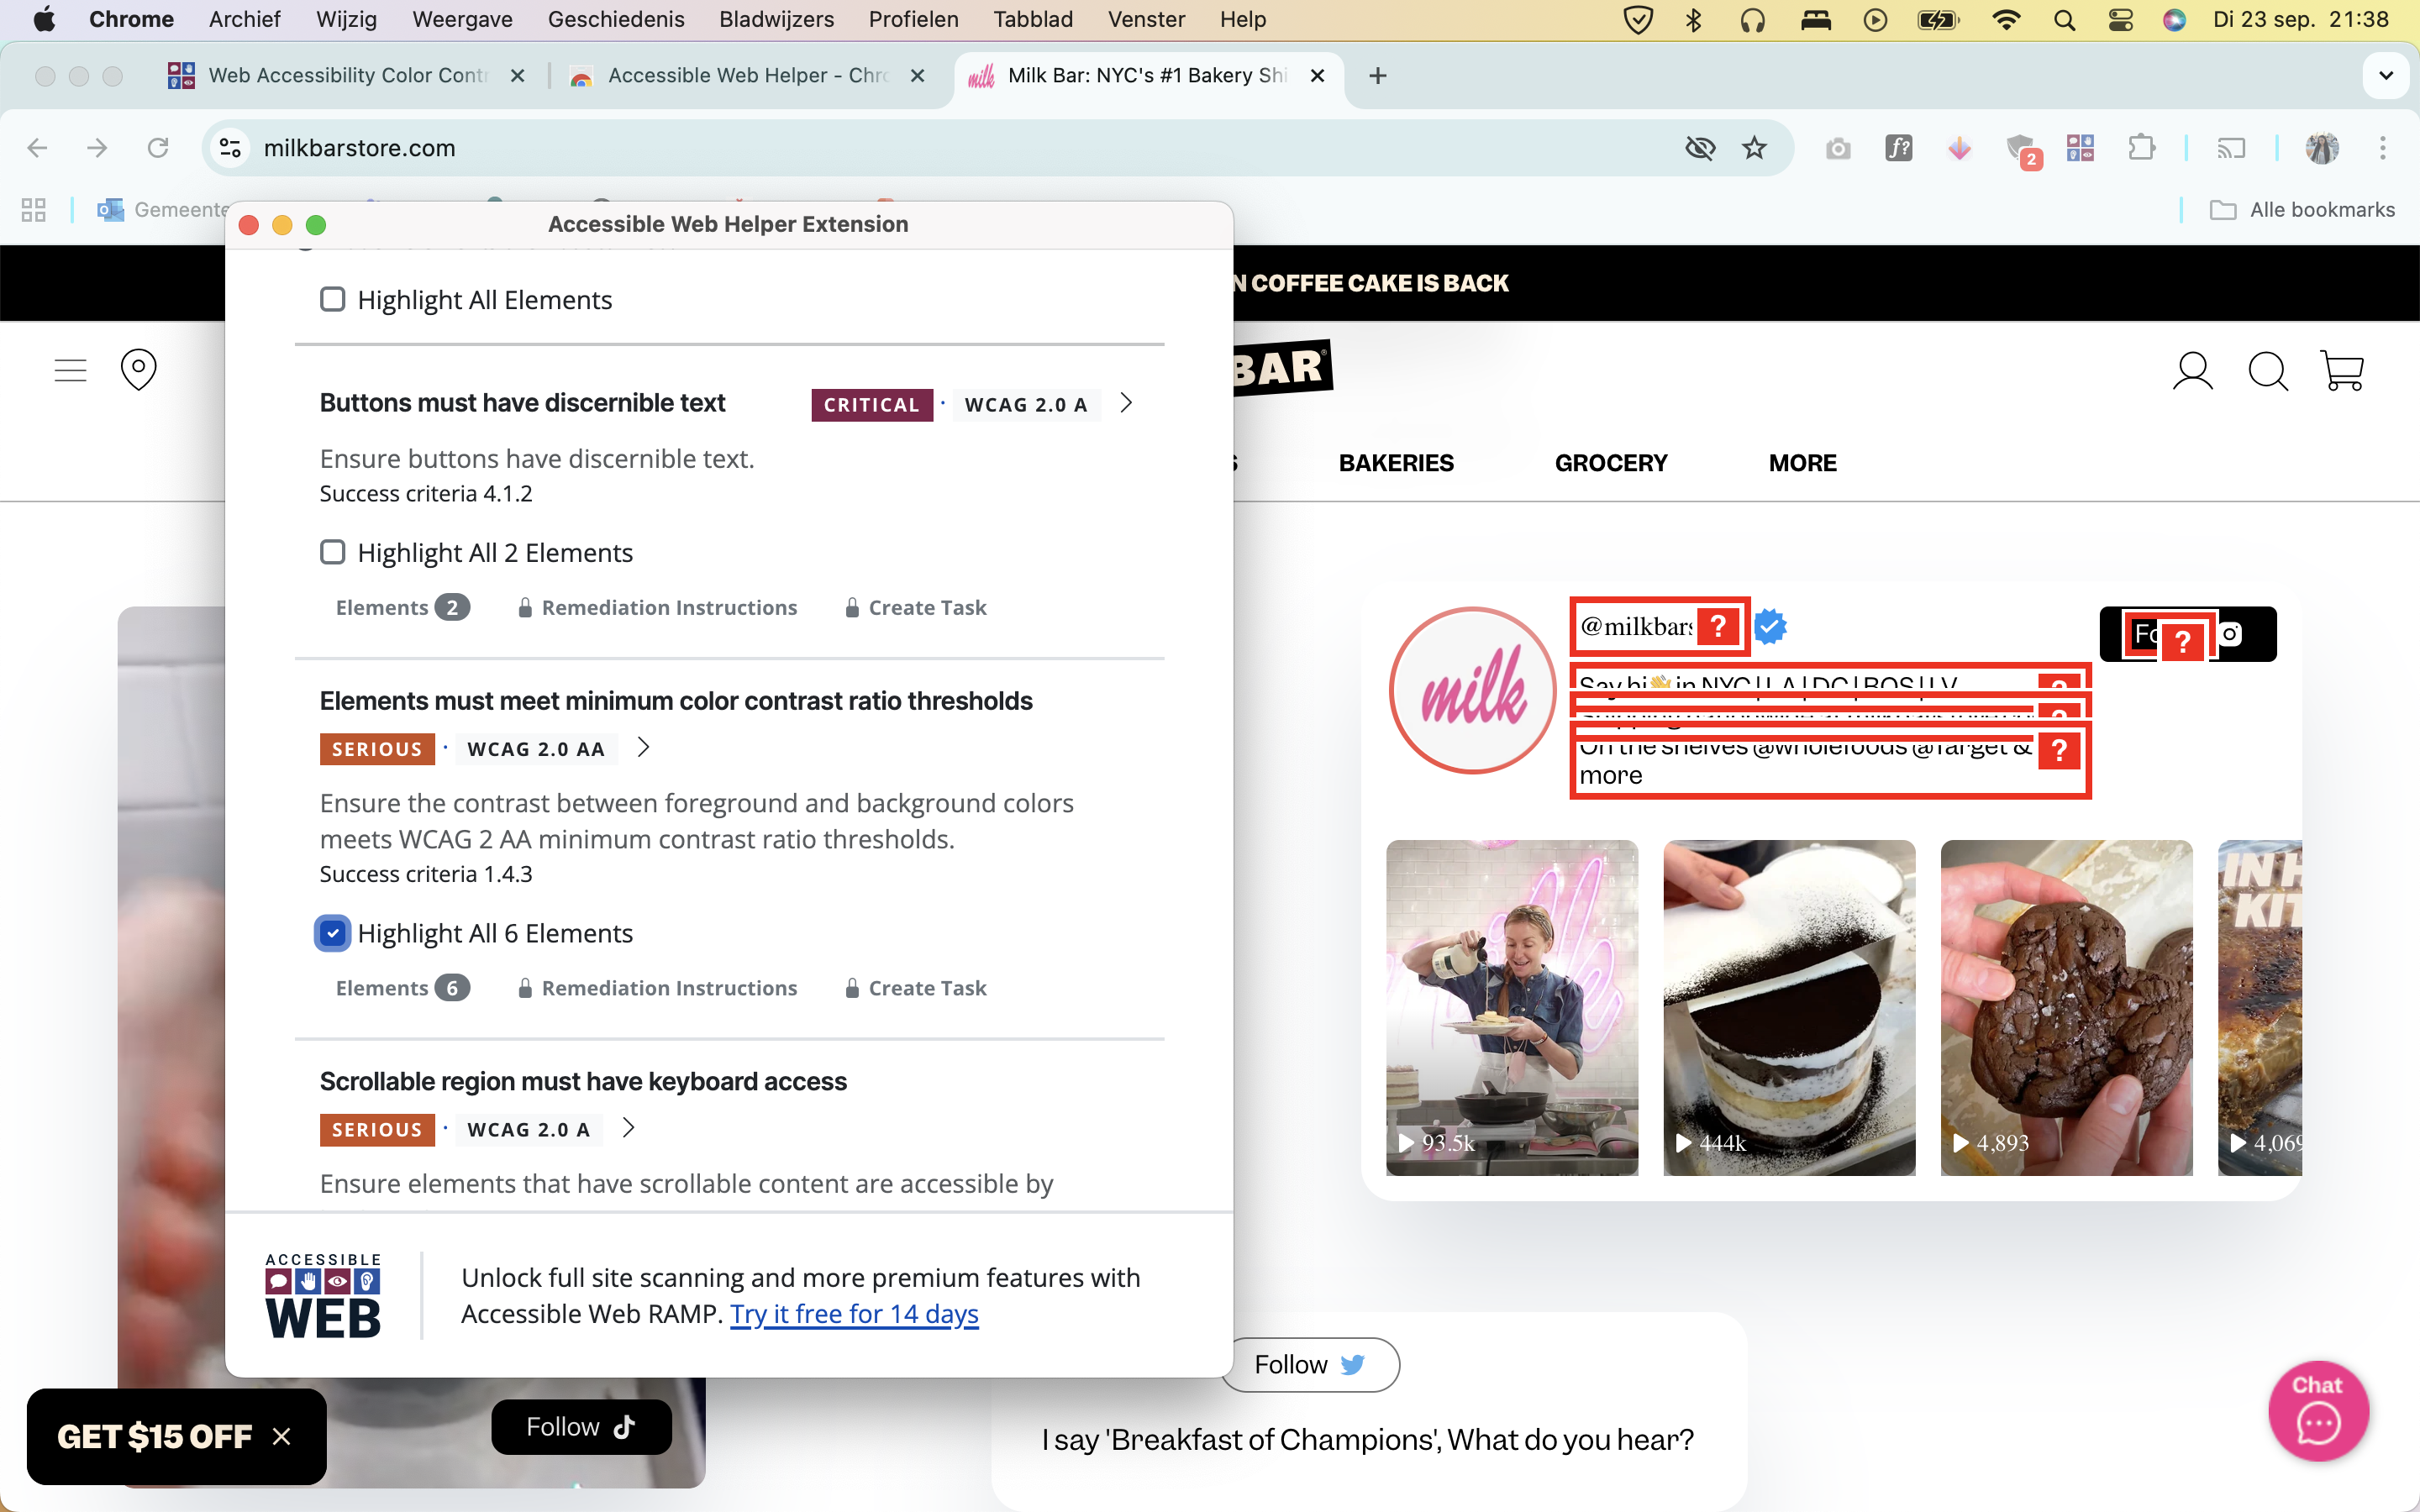 Chrome Archief Wijzig Weergave Geschiedenis Bladwijzers Profielen Tabblad Venster Help Di 23 sep. 21:38
Web Accessibility Color Contr
Accessible Web Helper - Chro
Milk Bar: NYC's #1 Bakery Shi
milkbarstore.com
f?
2
Gemeente
Alle bookmarks
Accessible Web Helper Extension
N COFFEE CAKE IS BACK
Highlight All Elements
BAR
Buttons must have discernible text
CRITICAL · WCAG 2.0 A
Ensure buttons have discernible text.
Success criteria 4.1.2
BAKERIES GROCERY MORE
Highlight All 2 Elements
Elements 2 Remediation Instructions Create Task
Elements must meet minimum color contrast ratio thresholds
SERIOUS · WCAG 2.0 AA
Ensure the contrast between foreground and background colors
meets WCAG 2 AA minimum contrast ratio thresholds.
Success criteria 1.4.3
Highlight All 6 Elements
Elements 6 Remediation Instructions Create Task
Scrollable region must have keyboard access
SERIOUS · WCAG 2.0 A
Ensure elements that have scrollable content are accessible by
ACCESSIBLE
WEB
Unlock full site scanning and more premium features with
Accessible Web RAMP. Try it free for 14 days
milk
@milkbars ?
Fo ?
Say hi👋in NYC | LA | DC | BOS | LV ?
?
On the shelves @wholefoods @Target & ?
more
IN H
KIT
93.5k
444k
4,893
4,069
Follow
I say 'Breakfast of Champions', What do you hear?
Follow
GET $15 OFF
Chat